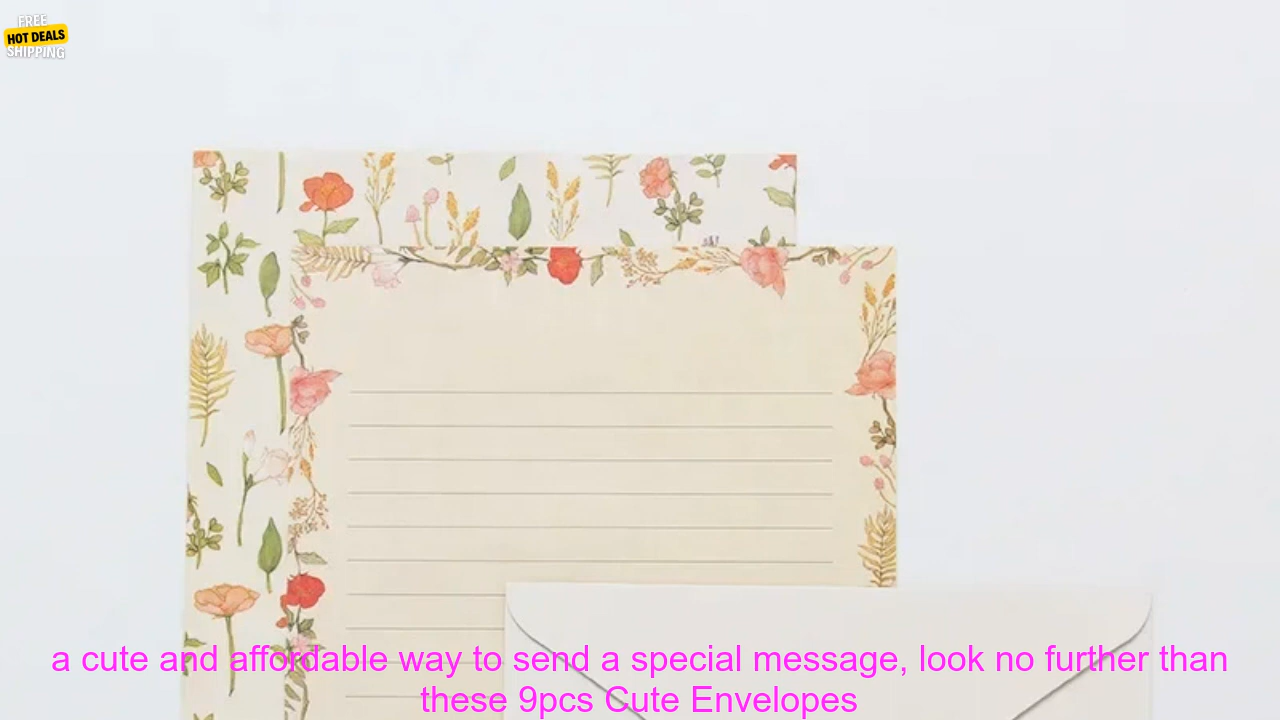 FREE
HOT DEALS
SHIPPING
a cute and affordable way to send a special message, look no further than
these 9pcs Cute Envelopes